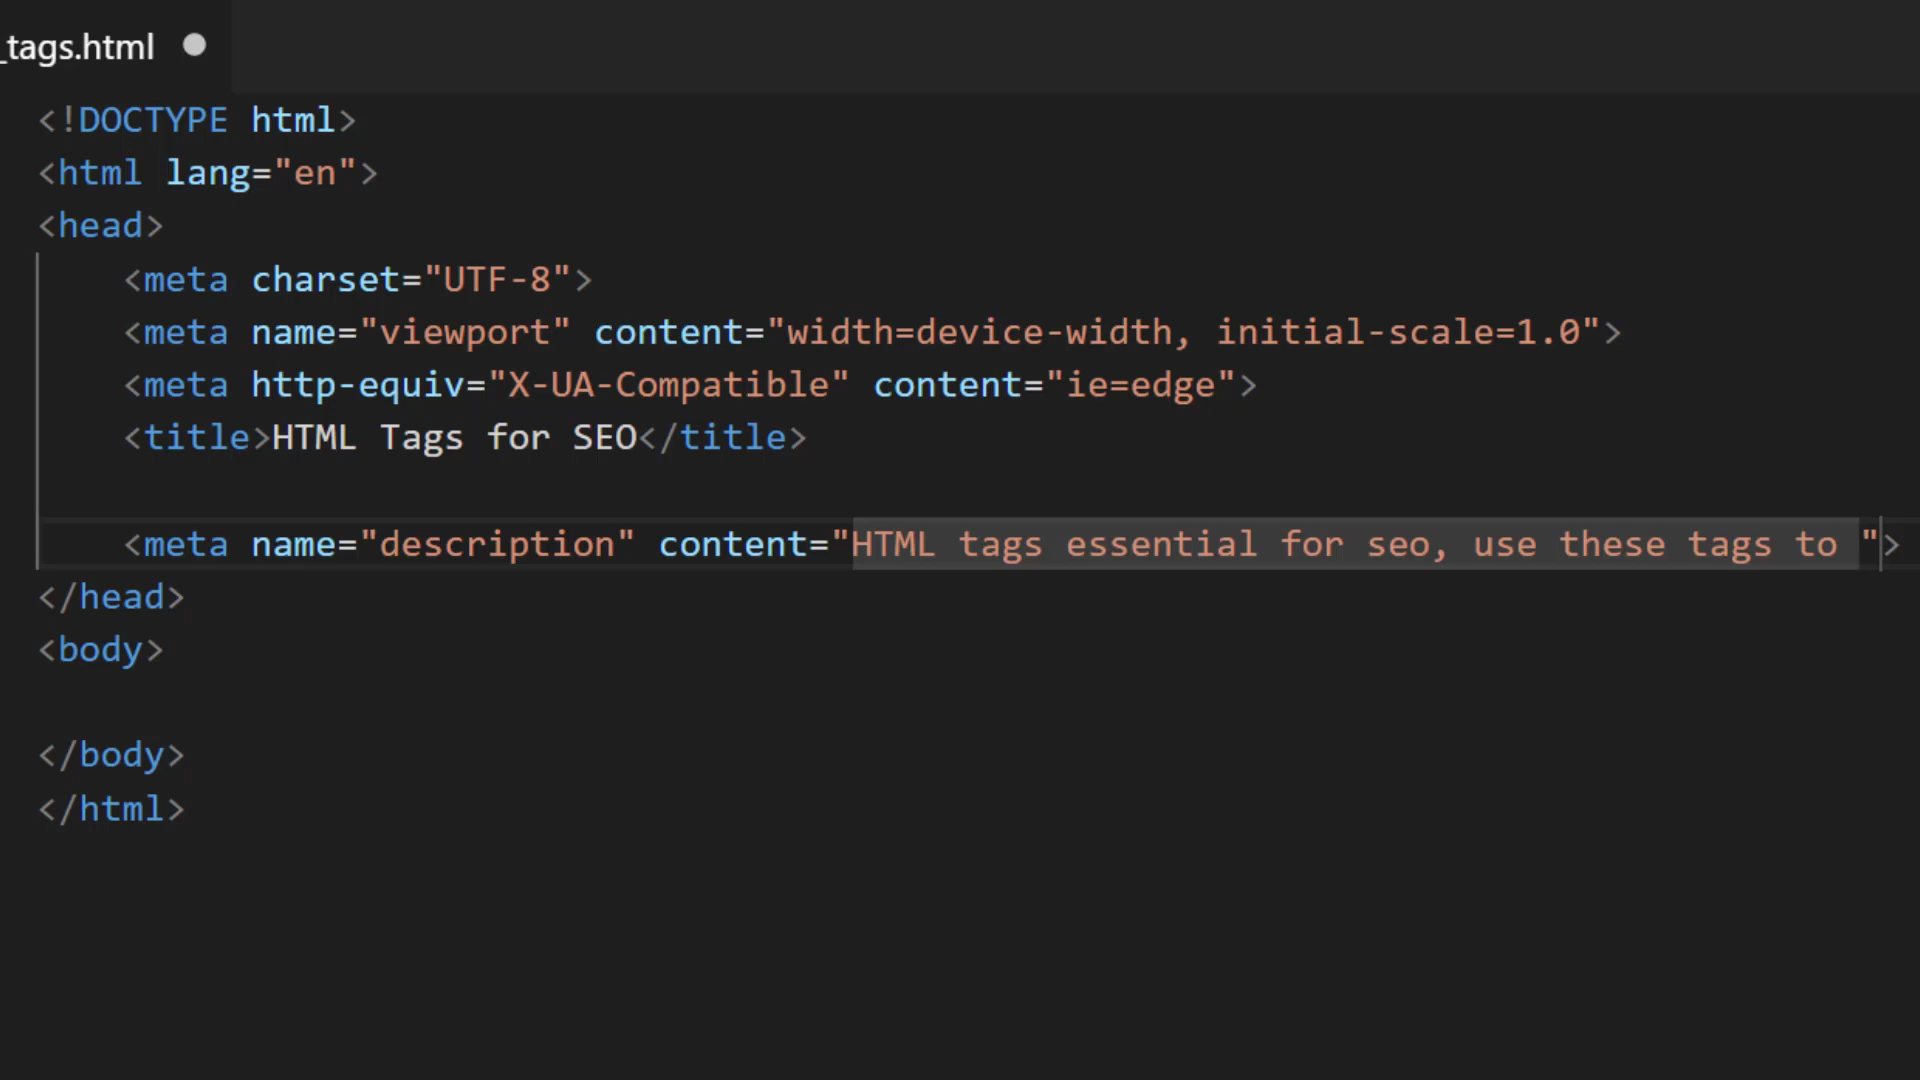 _tags.html
<!DOCTYPE html>
<html lang="en">
<head>
<meta charset="UTF-8">
<meta name="viewport" content="width=device-width, initial-scale=1.0">
<meta http-equiv="X-UA-Compatible" content="ie=edge">
<title>HTML Tags for SEO</title>
<meta name="description" content="HTML tags essential for seo, use these tags to ">
</head>
<body>
</body>
</html>